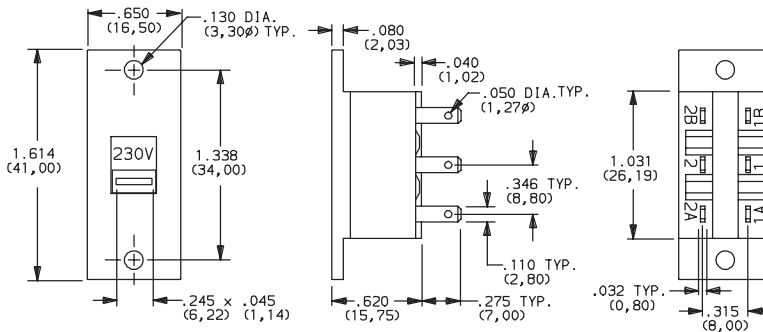 .650
(16,50)
.130 DIA.
(3,30ø) TYP.
1.614
(41,00)
230V
1.338
(34,00)
.245 x .045
(6,22) (1,14)
.080
(2,03)
.040
(1,02)
.050 DIA.TYP.
(1,27ø)
.346 TYP.
(8,80)
.110 TYP.
(2,80)
.620
(15,75)
.275 TYP.
(7,00)
2B
1B
2
1
2A
1A
1.031
(26,19)
.032 TYP.
(0,80)
.315
(8,00)